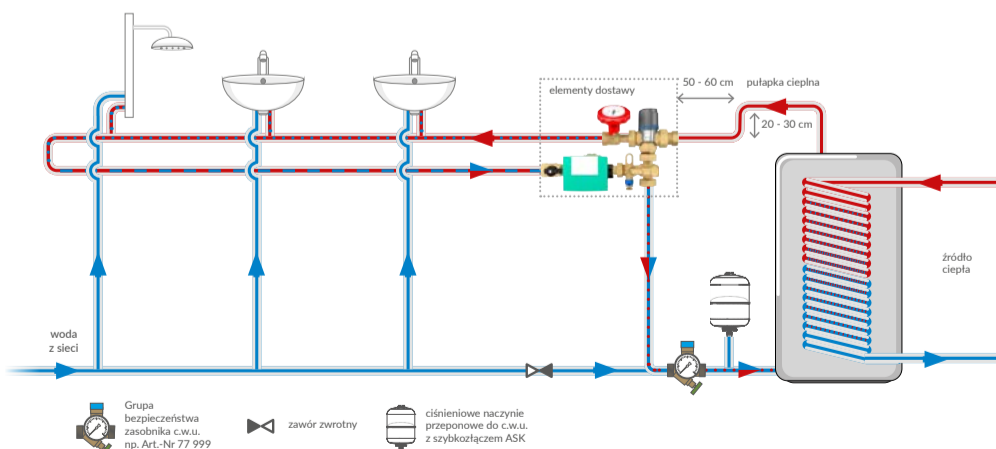 elementy dostawy
50 - 60 cm
pułapka cieplna
20 - 30 cm
źródło
ciepła
woda
z sieci
Grupa
bezpieczeństwa
zasobnika c.w.u.
np. Art.-Nr 77 999
zawór zwrotny
ciśnieniowe naczynie
przeponowe do c.w.u.
z szybkozłączem ASK